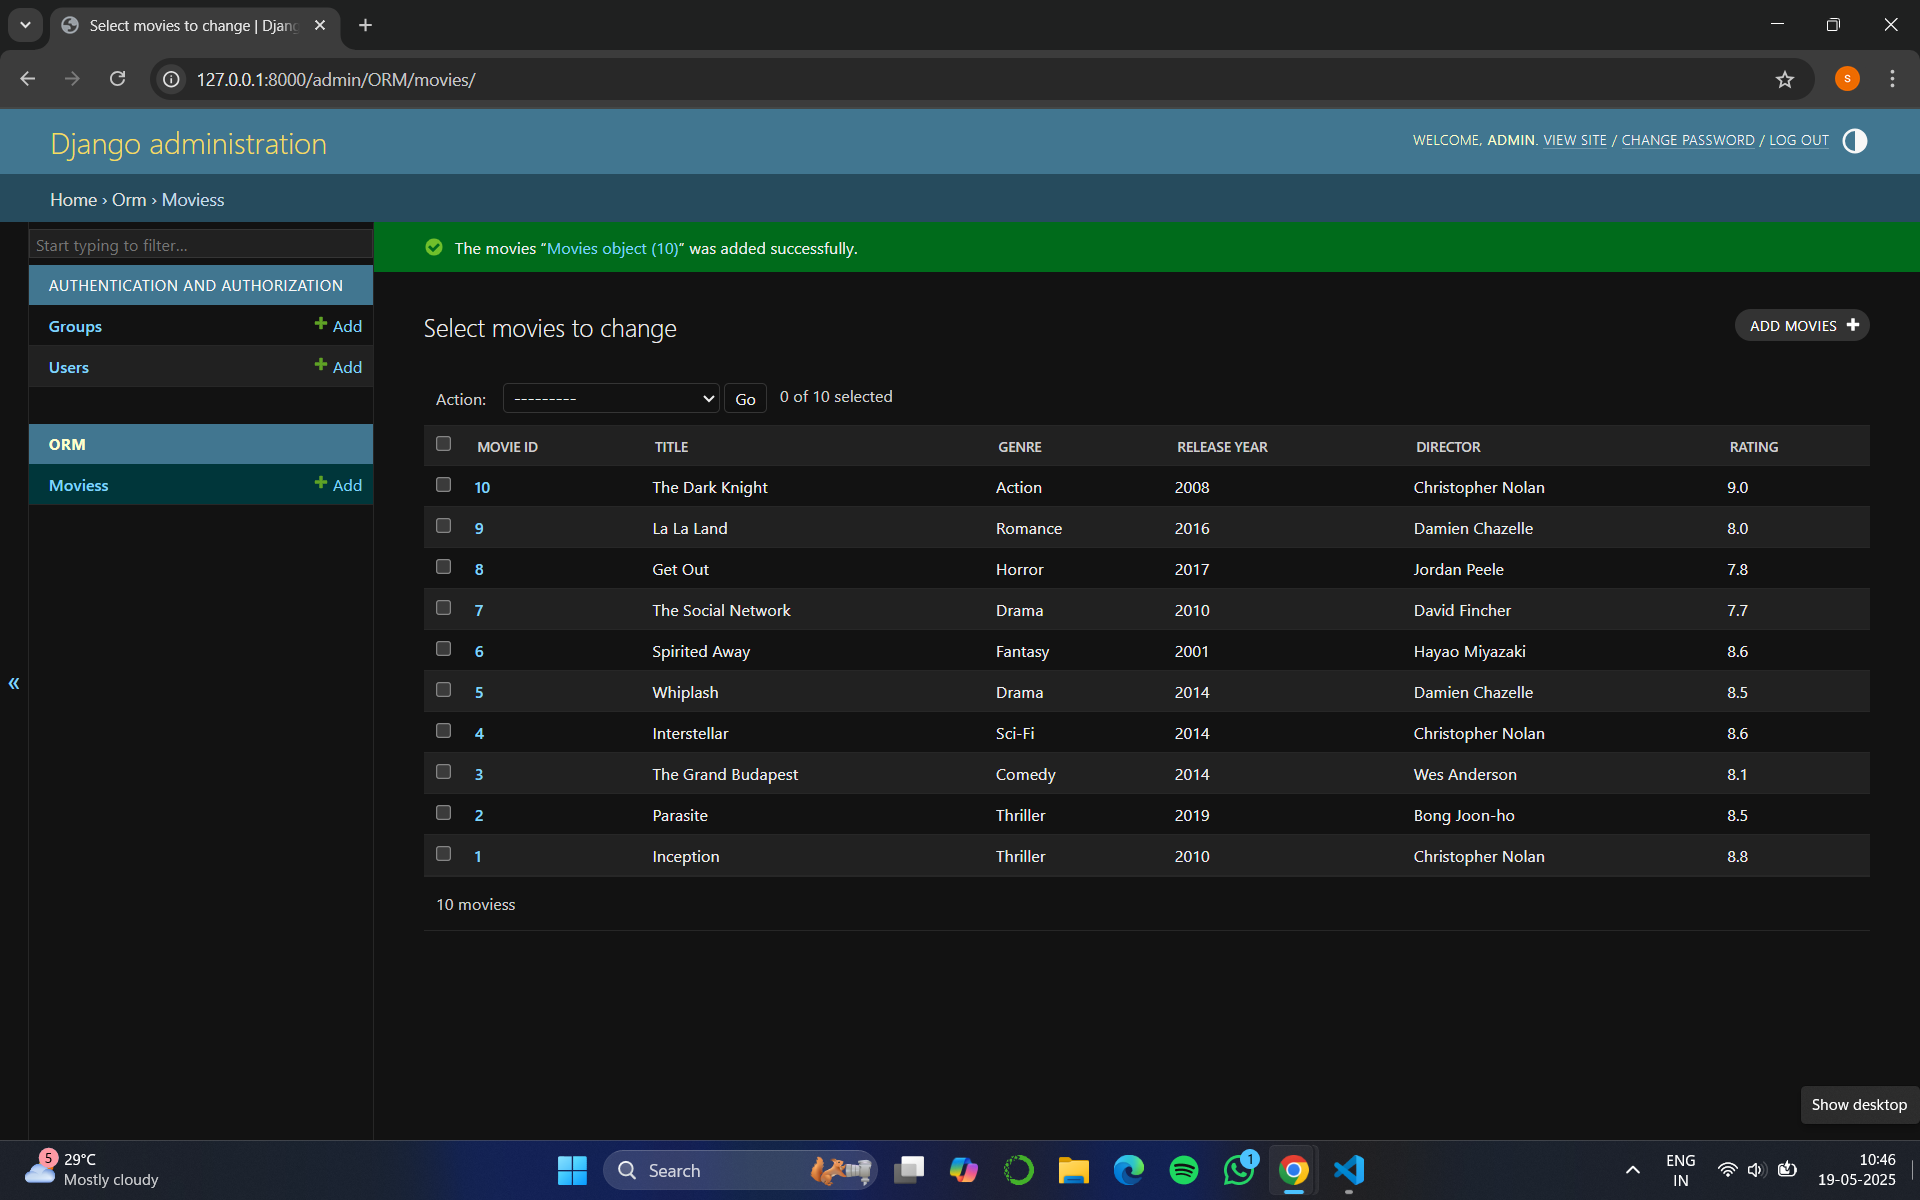 Select movies to change | Djang
127.0.0.1:8000/admin/ORM/movies/
S
Django administration
WELCOME, ADMIN. VIEW SITE / CHANGE PASSWORD / LOG OUT
Home › Orm › Moviess
Start typing to filter...
The movies “Movies object (10)” was added successfully.
AUTHENTICATION AND AUTHORIZATION
Groups Add
Users Add
ORM
Moviess Add
«
Select movies to change
ADD MOVIES
Action: --------- Go 0 of 10 selected
MOVIE ID TITLE GENRE RELEASE YEAR DIRECTOR RATING
10 The Dark Knight Action 2008 Christopher Nolan 9.0
9 La La Land Romance 2016 Damien Chazelle 8.0
8 Get Out Horror 2017 Jordan Peele 7.8
7 The Social Network Drama 2010 David Fincher 7.7
6 Spirited Away Fantasy 2001 Hayao Miyazaki 8.6
5 Whiplash Drama 2014 Damien Chazelle 8.5
4 Interstellar Sci-Fi 2014 Christopher Nolan 8.6
3 The Grand Budapest Comedy 2014 Wes Anderson 8.1
2 Parasite Thriller 2019 Bong Joon-ho 8.5
1 Inception Thriller 2010 Christopher Nolan 8.8
10 moviess
Show desktop
5
29°C
Mostly cloudy
Search
1
ENG
IN
10:46
19-05-2025